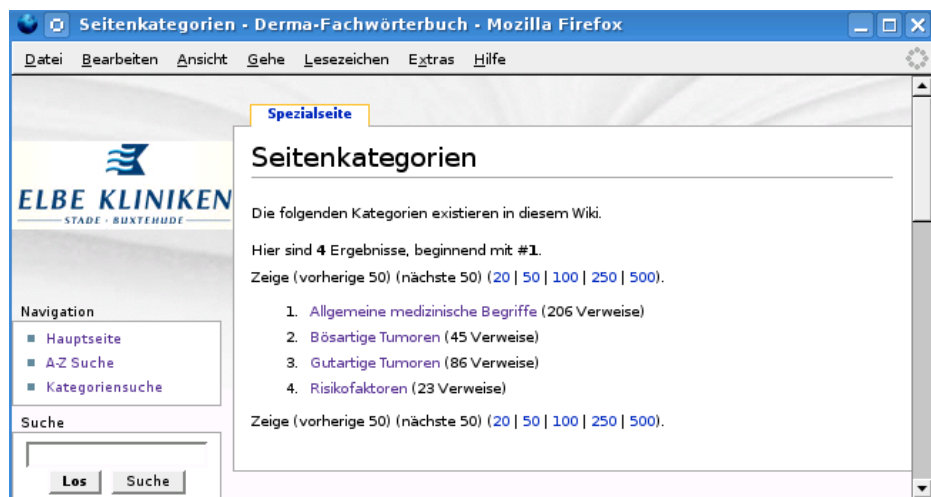 Seitenkategorien - Derma-Fachwörterbuch - Mozilla Firefox
Datei Bearbeiten Ansicht Gehe Lesezeichen Extras Hilfe
Spezialseite
ELBE KLINIKEN
STADE · BUXTEHUDE
Navigation
Hauptseite
A-Z Suche
Kategoriensuche
Suche
Los Suche
Seitenkategorien
Die folgenden Kategorien existieren in diesem Wiki.
Hier sind 4 Ergebnisse, beginnend mit #1.
Zeige (vorherige 50) (nächste 50) (20 | 50 | 100 | 250 | 500).
1. Allgemeine medizinische Begriffe (206 Verweise)
2. Bösartige Tumoren (45 Verweise)
3. Gutartige Tumoren (86 Verweise)
4. Risikofaktoren (23 Verweise)
Zeige (vorherige 50) (nächste 50) (20 | 50 | 100 | 250 | 500).